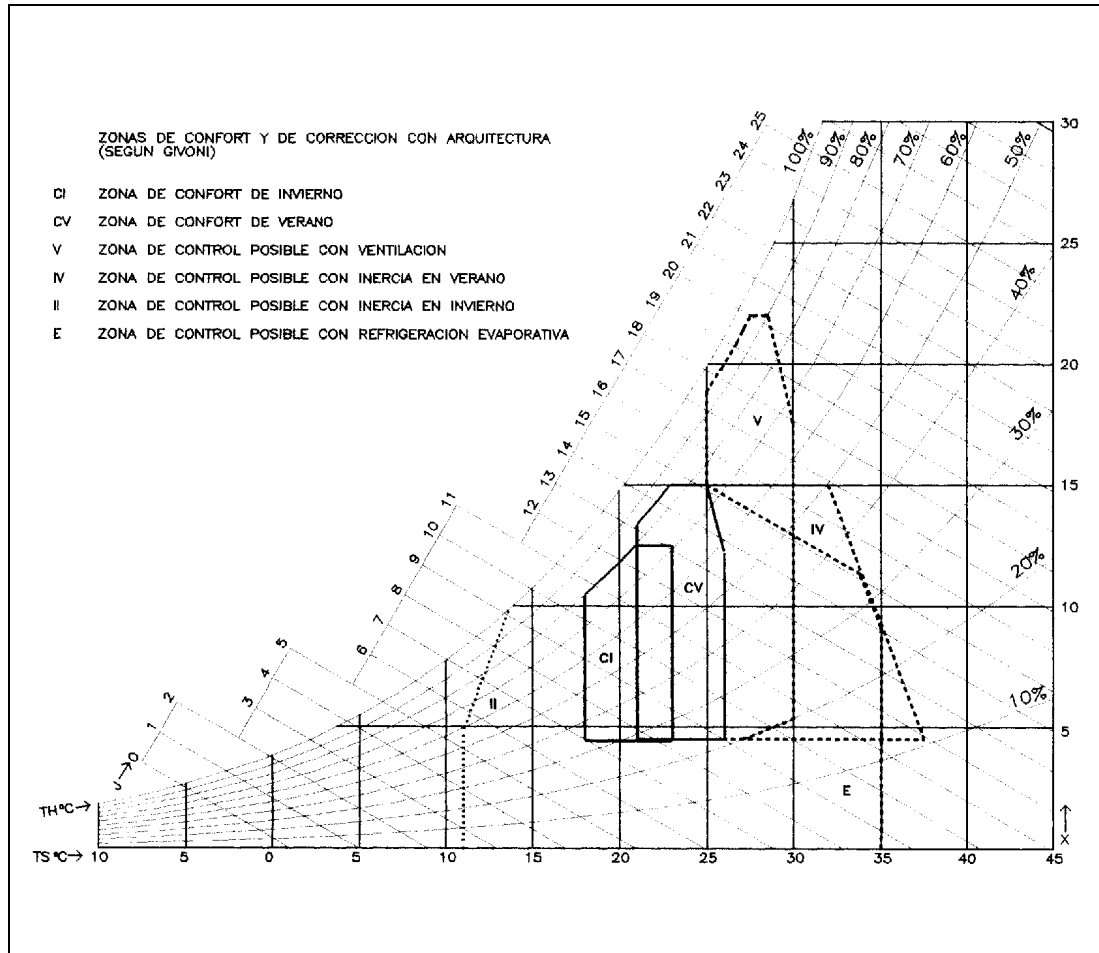 ZONAS DE CONFORT Y DE CORRECCION CON ARQUITECTURA
(SEGUN GIVONI)
CI ZONA DE CONFORT DE INVIERNO
CV ZONA DE CONFORT DE VERANO
V ZONA DE CONTROL POSIBLE CON VENTILACION
IV ZONA DE CONTROL POSIBLE CON INERCIA EN VERANO
II ZONA DE CONTROL POSIBLE CON INERCIA EN INVIERNO
E ZONA DE CONTROL POSIBLE CON REFRIGERACION EVAPORATIVA
J→ 0 1 2 3 4 5 6 7 8 9 10 11 12 13 14 15 16 17 18 19 20 21 22 23 24 25
100% 90% 80% 70% 60% 50%
40%
30%
20%
10%
30
25
20
15
10
5
←X
V
IV
CV
CI
II
E
TH ºC→
TS ºC→ 10 5 0 5 10 15 20 25 30 35 40 45